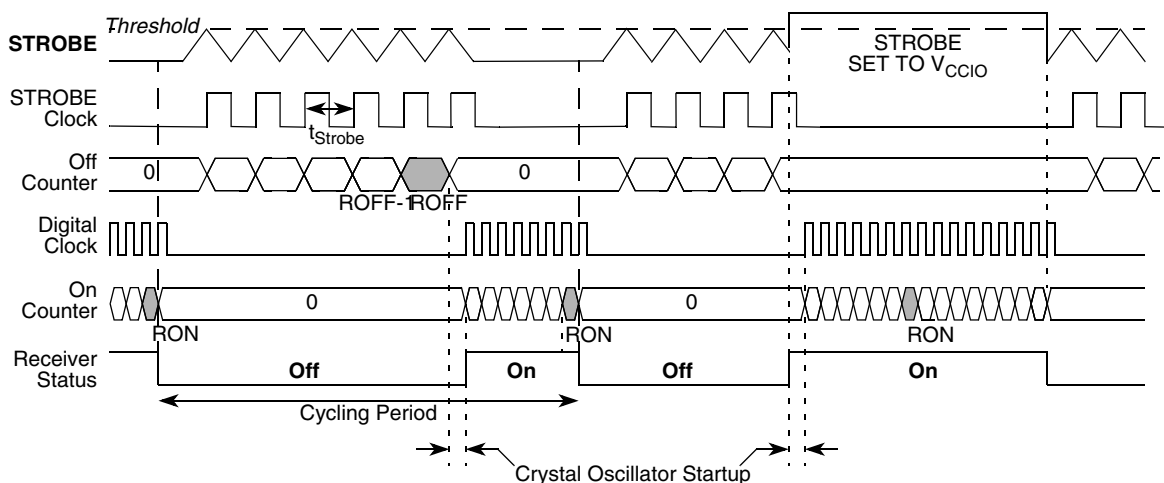 Threshold
STROBE
STROBE
SET TO VCCIO
STROBE
Clock
tStrobe
Off
Counter
0
0
ROFF-1
ROFF
Digital
Clock
On
Counter
0
0
RON
RON
RON
Receiver
Status
Off
On
Off
On
Cycling Period
Crystal Oscillator Startup